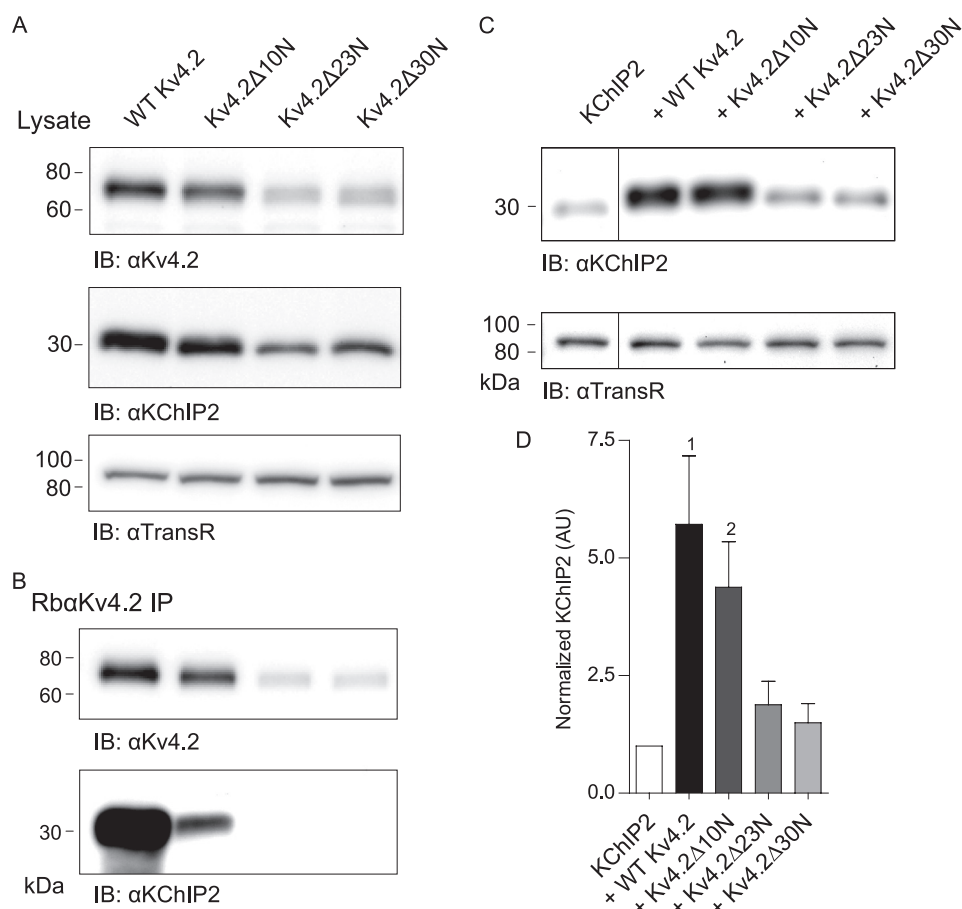 A
WT Kv4.2
Kv4.2Δ10N
Kv4.2Δ23N
Kv4.2Δ30N
Lysate
80
60
IB: αKv4.2
30
IB: αKChIP2
100
80
IB: αTransR
B
RbαKv4.2 IP
80
60
IB: αKv4.2
30
kDa
IB: αKChIP2
C
KChIP2
+ WT Kv4.2
+ Kv4.2Δ10N
+ Kv4.2Δ23N
+ Kv4.2Δ30N
30
IB: αKChIP2
100
80
kDa
IB: αTransR
D
Normalized KChIP2 (AU)
7.5
5.0
2.5
0.0
1
2
KChIP2
+ WT Kv4.2
+ Kv4.2Δ10N
+ Kv4.2Δ23N
+ Kv4.2Δ30N